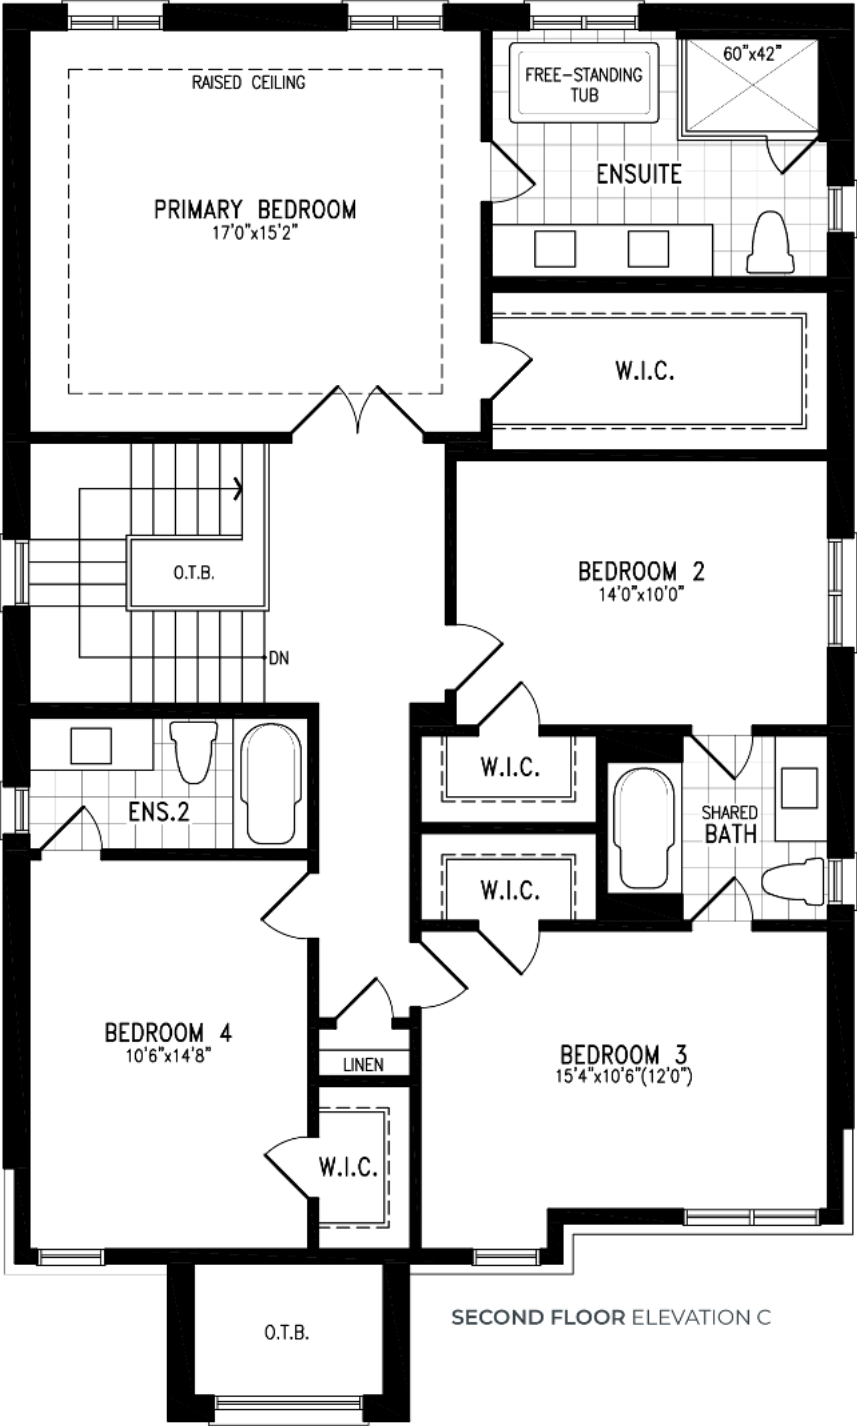 RAISED CEILING
PRIMARY BEDROOM
17'0"x15'2"
FREE-STANDING
TUB
60"x42"
ENSUITE
W.I.C.
O.T.B.
DN
BEDROOM 2
14'0"x10'0"
W.I.C.
ENS.2
SHARED
BATH
W.I.C.
BEDROOM 4
10'6"x14'8"
LINEN
BEDROOM 3
15'4"x10'6"(12'0")
W.I.C.
O.T.B.
SECOND FLOOR ELEVATION C